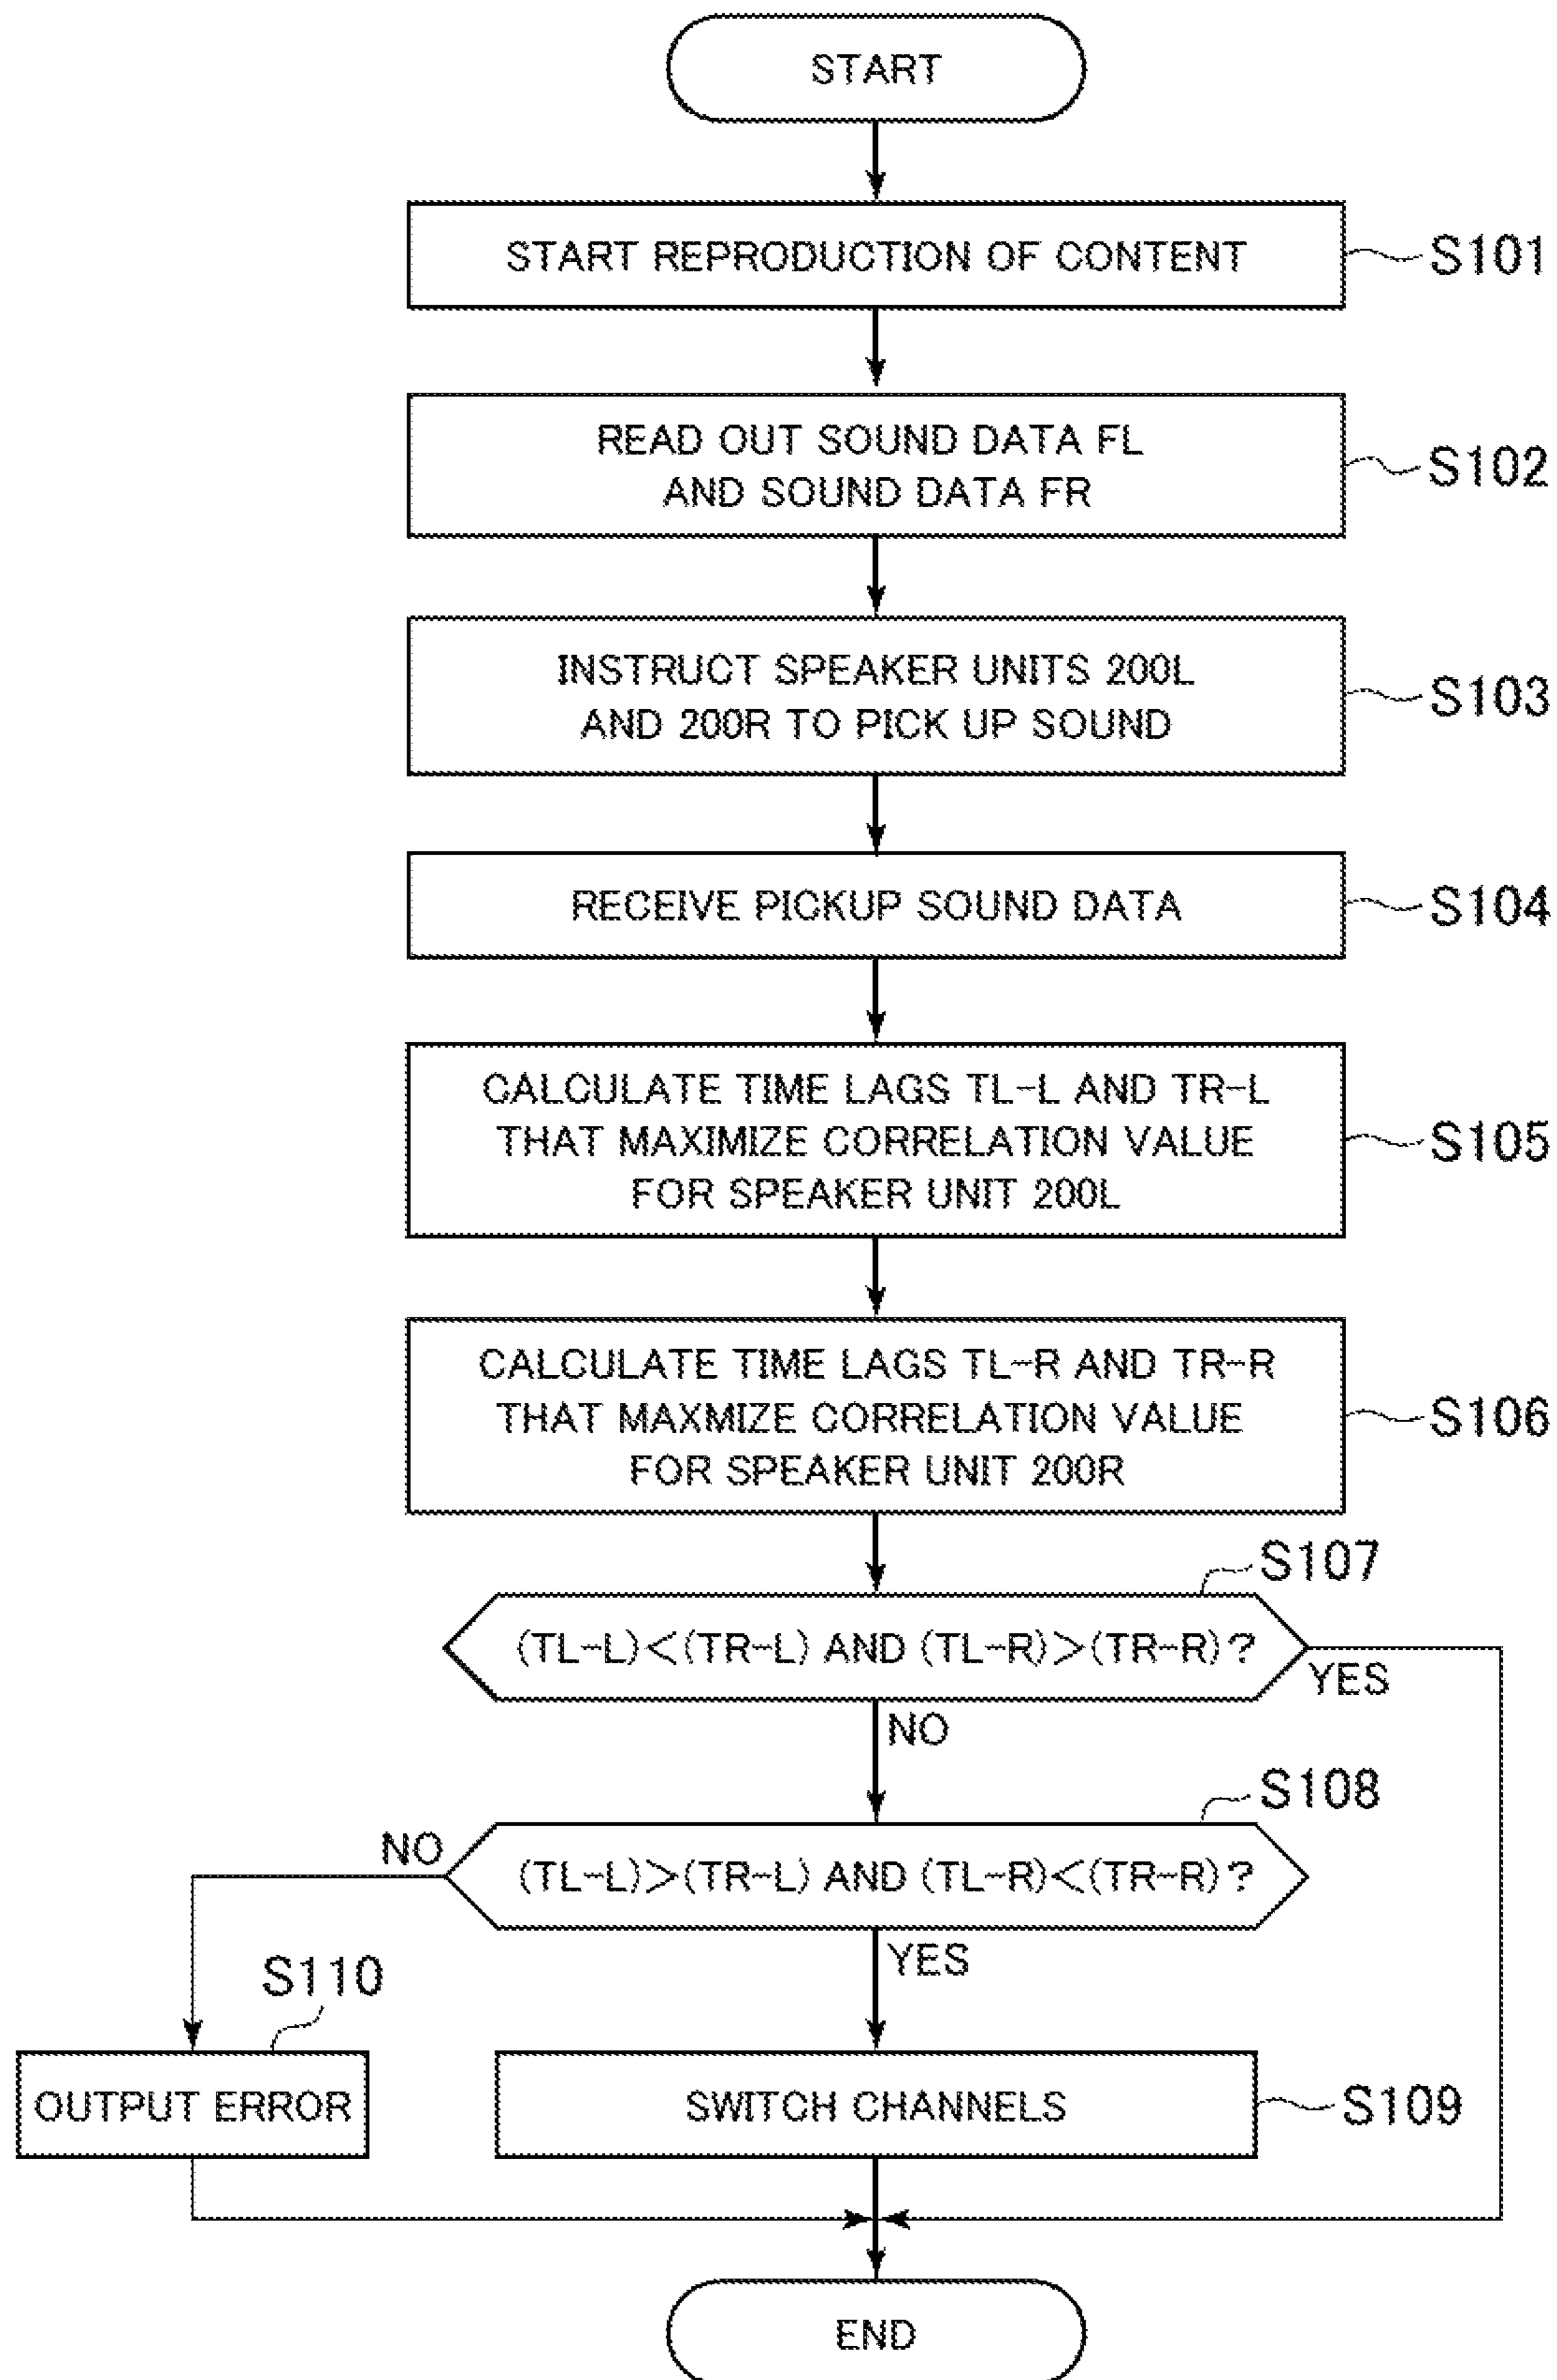 START
START REPRODUCTION OF CONTENT
S101
READ OUT SOUND DATA FL
AND SOUND DATA FR
S102
INSTRUCT SPEAKER UNITS 200L
AND 200R TO PICK UP SOUND
S103
RECEIVE PICKUP SOUND DATA
S104
CALCULATE TIME LAGS TL-L AND TR-L
THAT MAXIMIZE CORRELATION VALUE
FOR SPEAKER UNIT 200L
S105
CALCULATE TIME LAGS TL-R AND TR-R
THAT MAXMIZE CORRELATION VALUE
FOR SPEAKER UNIT 200R
S106
S107
(TL-L)<(TR-L) AND (TL-R)>(TR-R)?
YES
NO
S108
NO
(TL-L)>(TR-L) AND (TL-R)<(TR-R)?
YES
S110
OUTPUT ERROR
SWITCH CHANNELS
S109
END